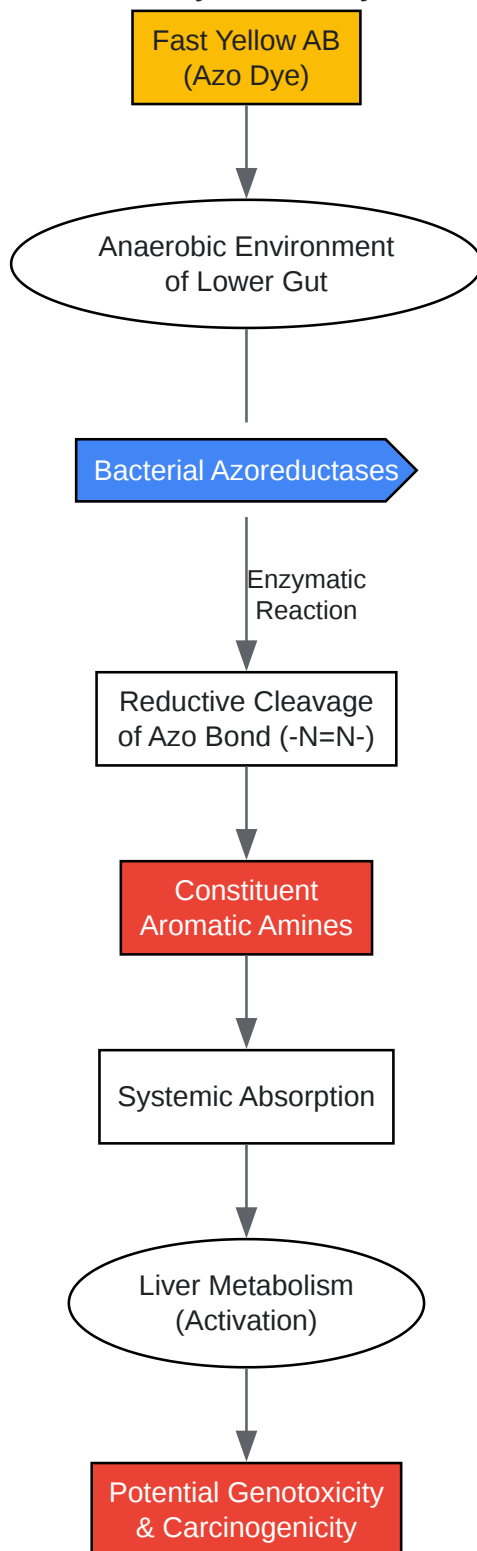 Fast Yellow AB
(Azo Dye)
Anaerobic Environment
of Lower Gut
Bacterial Azoreductases
Enzymatic
Reaction
Reductive Cleavage
of Azo Bond (-N=N-)
Constituent
Aromatic Amines
Systemic Absorption
Liver Metabolism
(Activation)
Potential Genotoxicity
& Carcinogenicity